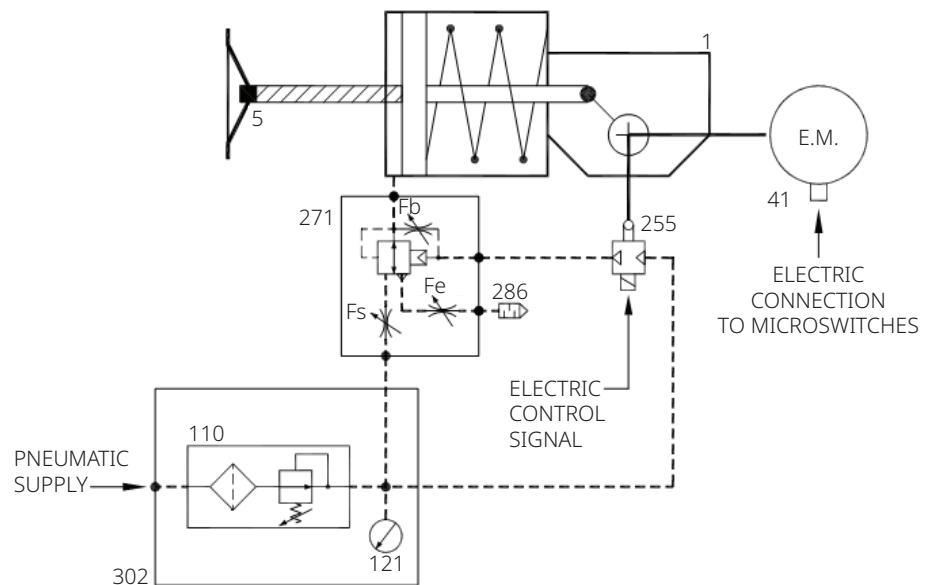 1
5
E.M.
41
271
Fb
255
Fe
286
Fs
ELECTRIC
CONNECTION
TO MICROSWITCHES
ELECTRIC
CONTROL
SIGNAL
110
PNEUMATIC
SUPPLY
121
302